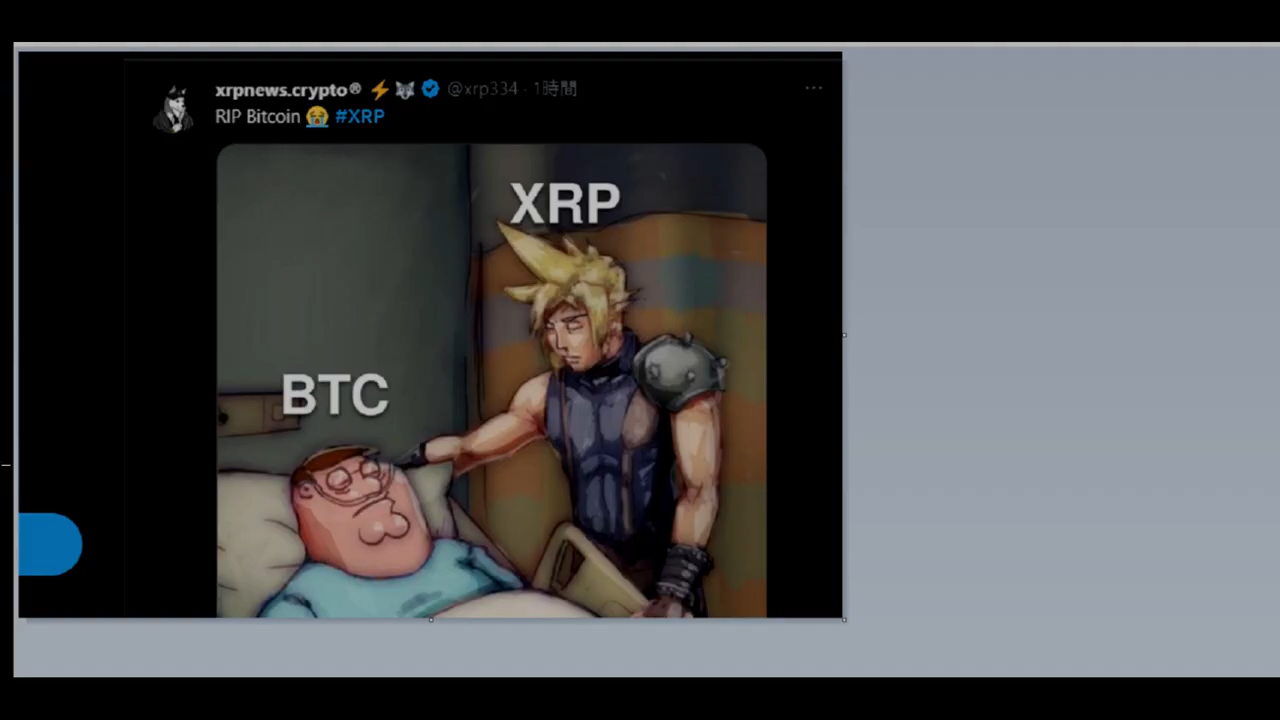 xrpnews.crypto® ⚡🐺 @xrp334 · 1時間
RIP Bitcoin 😭 #XRP
XRP
BTC